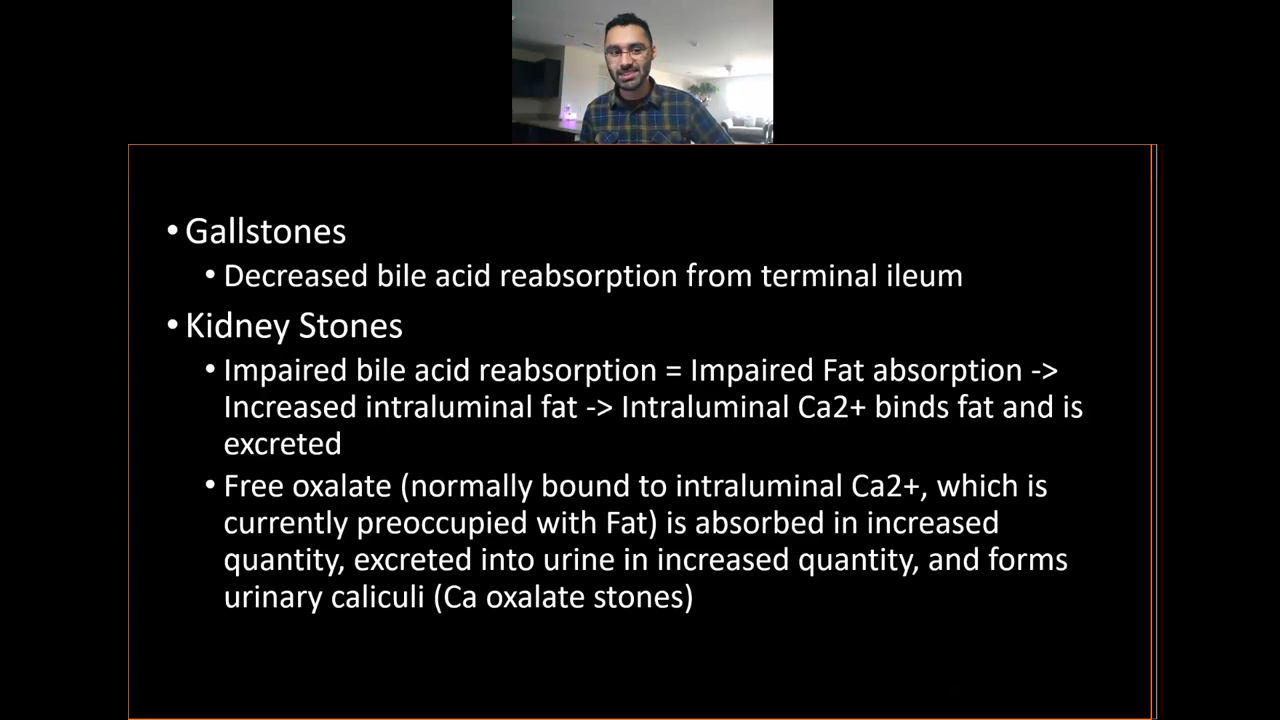 • Gallstones
• Decreased bile acid reabsorption from terminal ileum
• Kidney Stones
• Impaired bile acid reabsorption = Impaired Fat absorption ->
Increased intraluminal fat -> Intraluminal Ca2+ binds fat and is
excreted
• Free oxalate (normally bound to intraluminal Ca2+, which is
currently preoccupied with Fat) is absorbed in increased
quantity, excreted into urine in increased quantity, and forms
urinary caliculi (Ca oxalate stones)